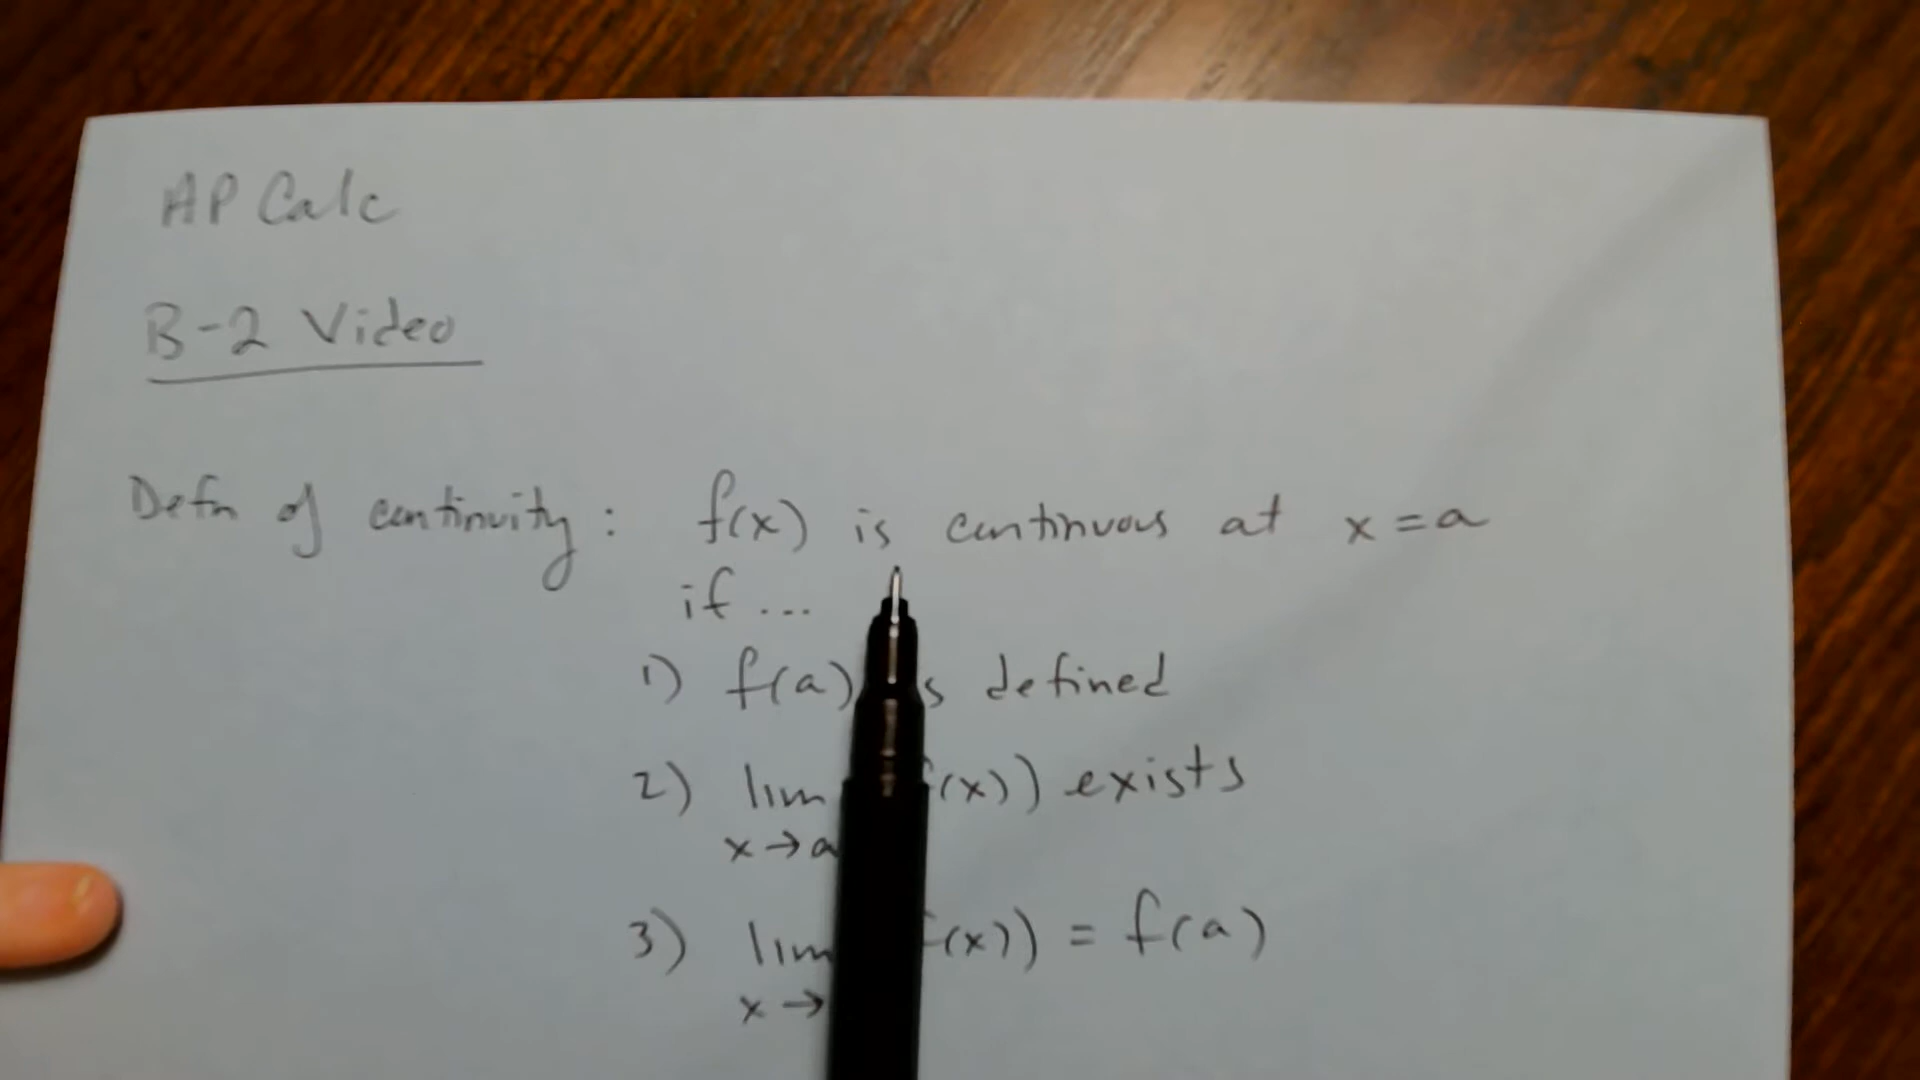 AP Calc
B-2 Video
Defn of continuity: f(x) is continuous at x = a
if ...
1) f(a) s defined
2) lim f(x)) exists
x → a
3) lim f(x)) = f(a)
x →